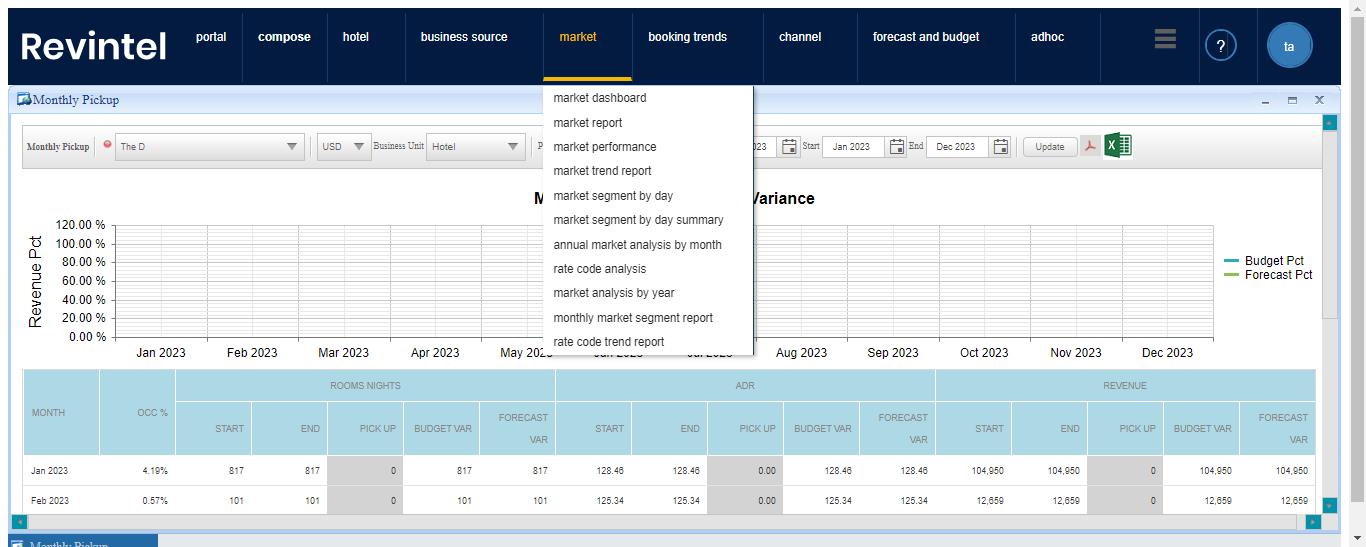 Revintel
portal compose hotel business source market booking trends channel forecast and budget adhoc
? ta
Monthly Pickup
market dashboard
market report
market performance
market trend report
market segment by day
market segment by day summary
annual market analysis by month
rate code analysis
market analysis by year
monthly market segment report
rate code trend report
Monthly Pickup The D USD Business Unit Hotel Start Jan 2023 End Dec 2023 Update
Variance
Revenue Pct
120.00 %
100.00 %
80.00 %
60.00 %
40.00 %
20.00 %
0.00 %
Jan 2023 Feb 2023 Mar 2023 Apr 2023 May Aug 2023 Sep 2023 Oct 2023 Nov 2023 Dec 2023
Budget Pct
Forecast Pct
MONTH OCC % ROOMS NIGHTS ADR REVENUE
START END PICK UP BUDGET VAR FORECAST VAR START END PICK UP BUDGET VAR FORECAST VAR START END PICK UP BUDGET VAR FORECAST VAR
Jan 2023 4.19% 817 817 0 817 817 128.46 128.46 0.00 128.46 128.46 104,950 104,950 0 104,950 104,950
Feb 2023 0.57% 101 101 0 101 101 125.34 125.34 0.00 125.34 125.34 12,659 12,659 0 12,659 12,659
Monthly Pickup